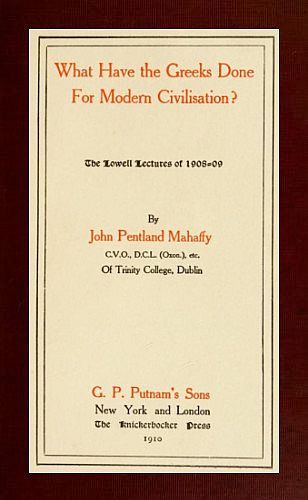 What Have the Greeks Done
For Modern Civilisation?
The Lowell Lectures of 1908=09
By
John Pentland Mahaffy
C.V.O., D.C.L. (Oxon.), etc.
Of Trinity College, Dublin
G. P. Putnam's Sons
New York and London
The Knickerbocker Press
1910